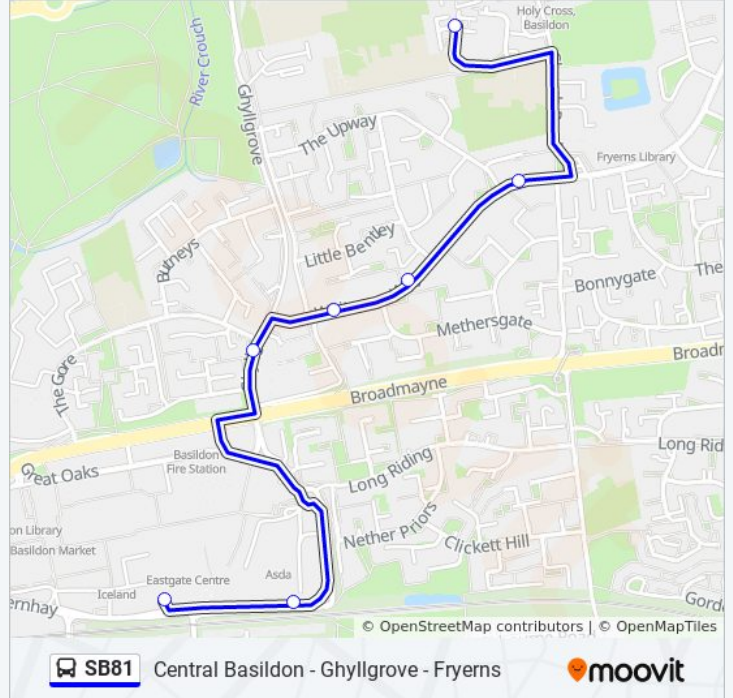 Holy Cross,
Basildon
River Crouch
Ghyllgrove
The Upway
Fryerns Library
Butneys
Little Bentley
Bonnygate
The
Methersgate
The Gore
Broadmayne
Broadr
Basildon
Fire Station
Great Oaks
Long Riding
Long Rid
Nether Priors
Clickett Hill
on Library
Basildon Market
Asda
Eastgate Centre
Iceland
ernhay
Gord
© OpenStreetMap contributors | © OpenMapTiles
SB81 Central Basildon - Ghyllgrove - Fryerns
moovit